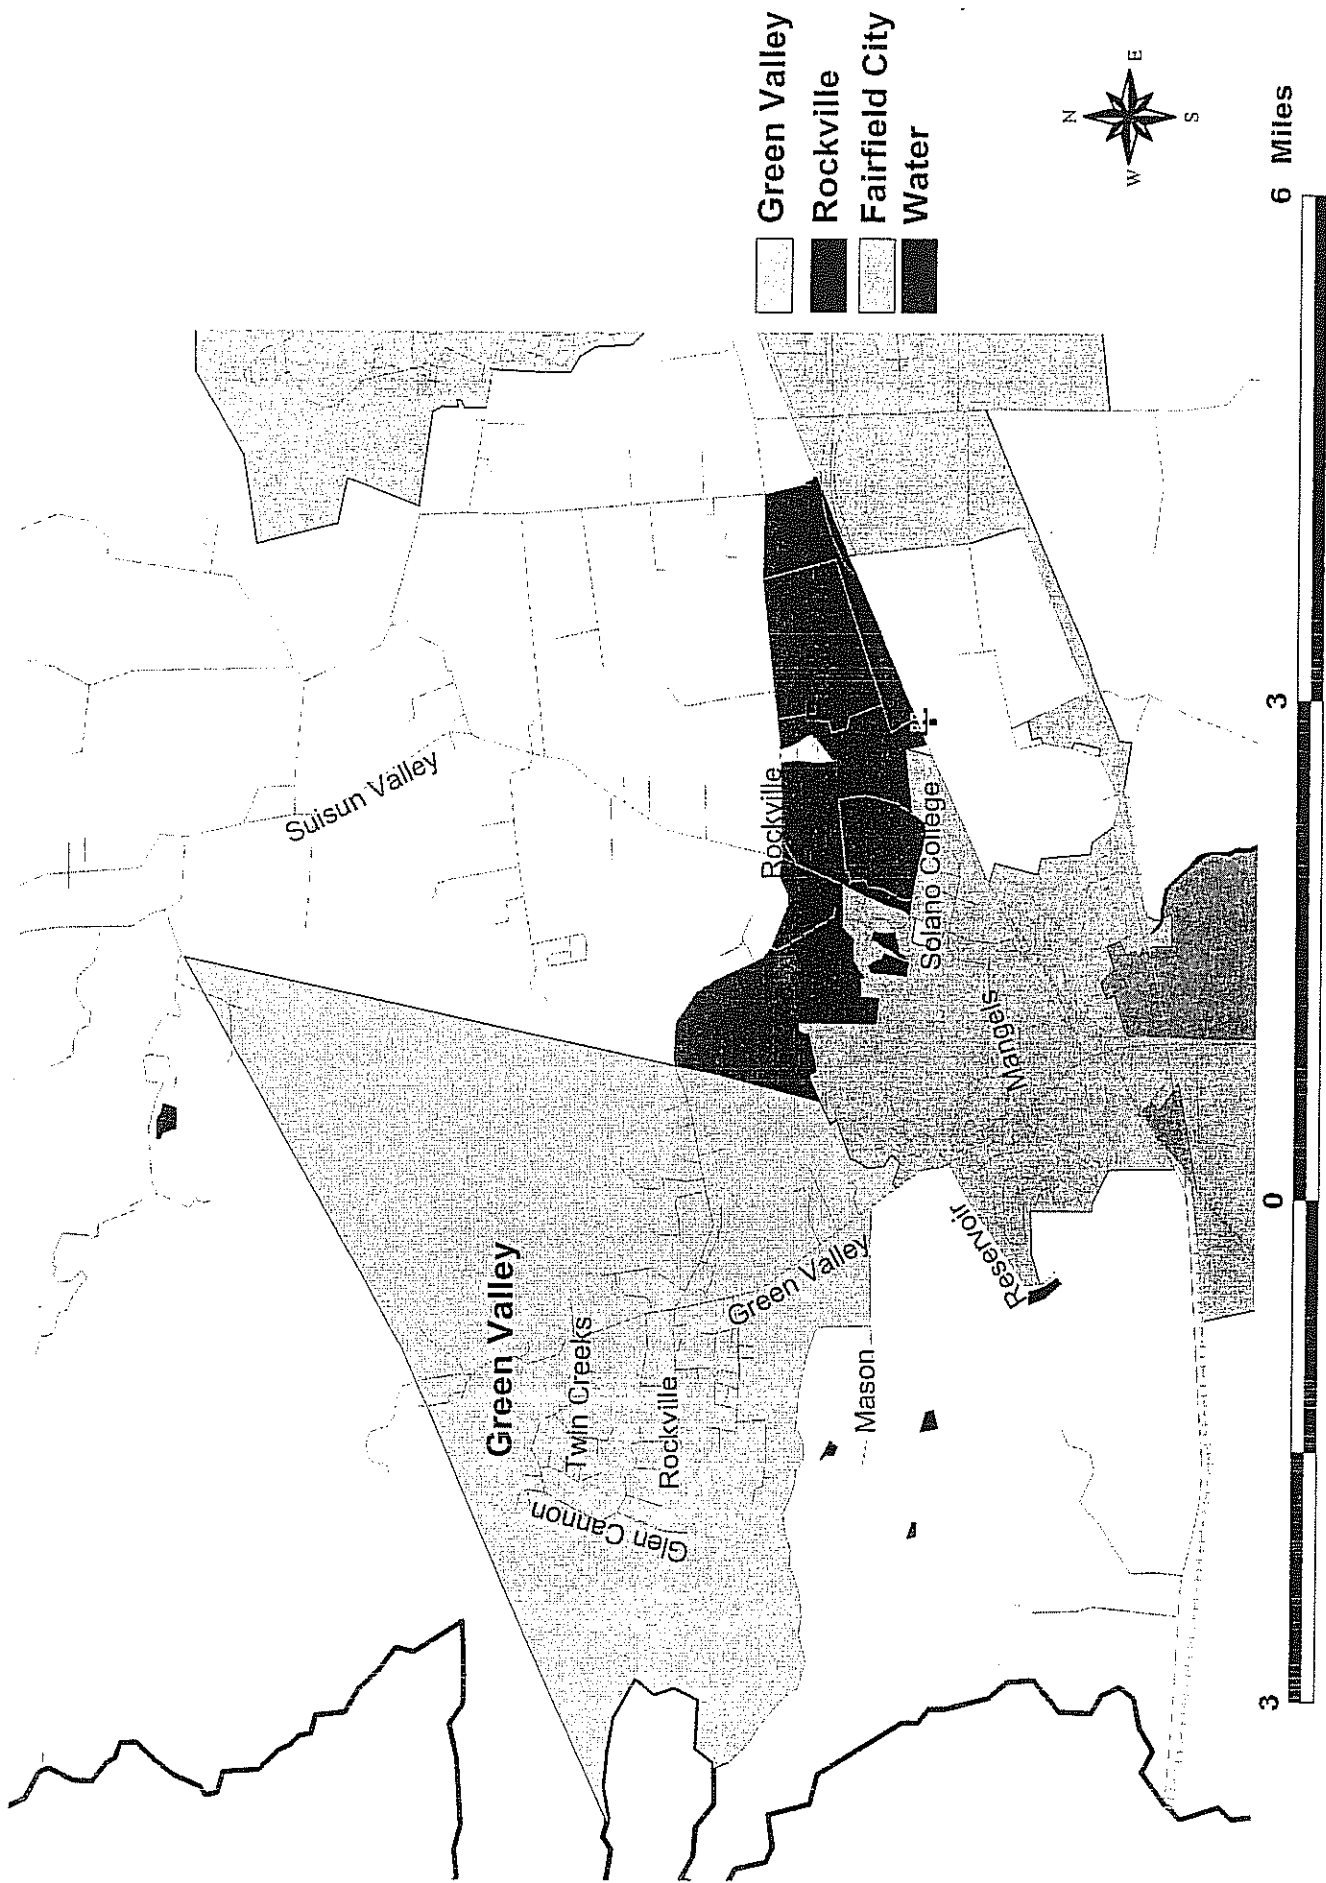 Suisun Valley
Green Valley
Twin Creeks
Rockville
Glen Cannon
Green Valley
Mason
Reservoir
Rockville
Solano College
Mangels
Green Valley
Rockville
Fairfield City
Water
N
W
E
S
3
0
3
6 Miles